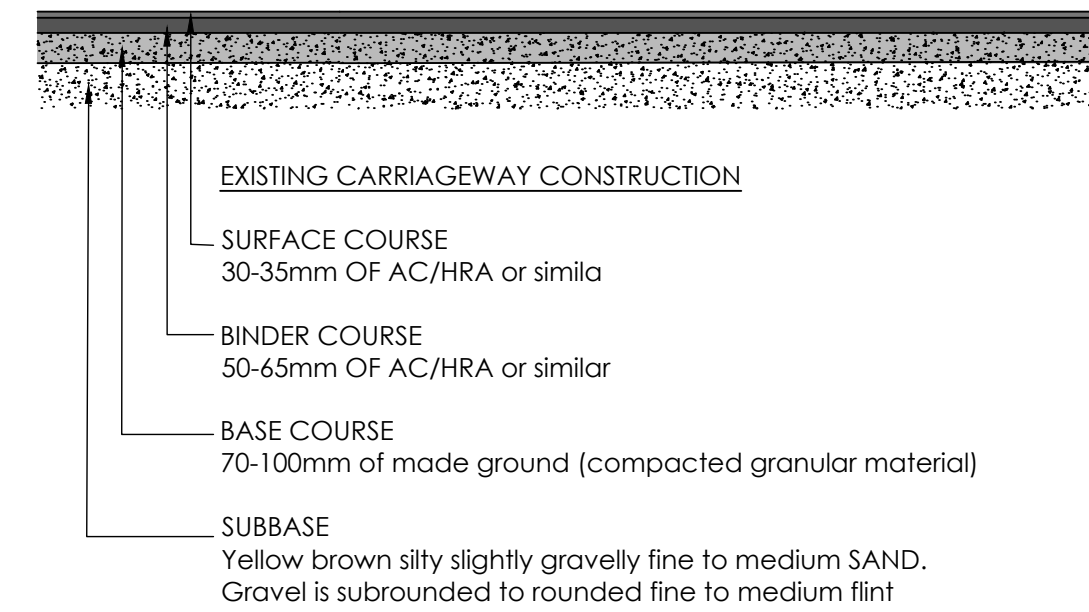 EXISTING CARRIAGEWAY CONSTRUCTION
SURFACE COURSE
30-35mm OF AC/HRA or simila
BINDER COURSE
50-65mm OF AC/HRA or similar
BASE COURSE
70-100mm of made ground (compacted granular material)
SUBBASE
Yellow brown silty slightly gravelly fine to medium SAND.
Gravel is subrounded to rounded fine to medium flint